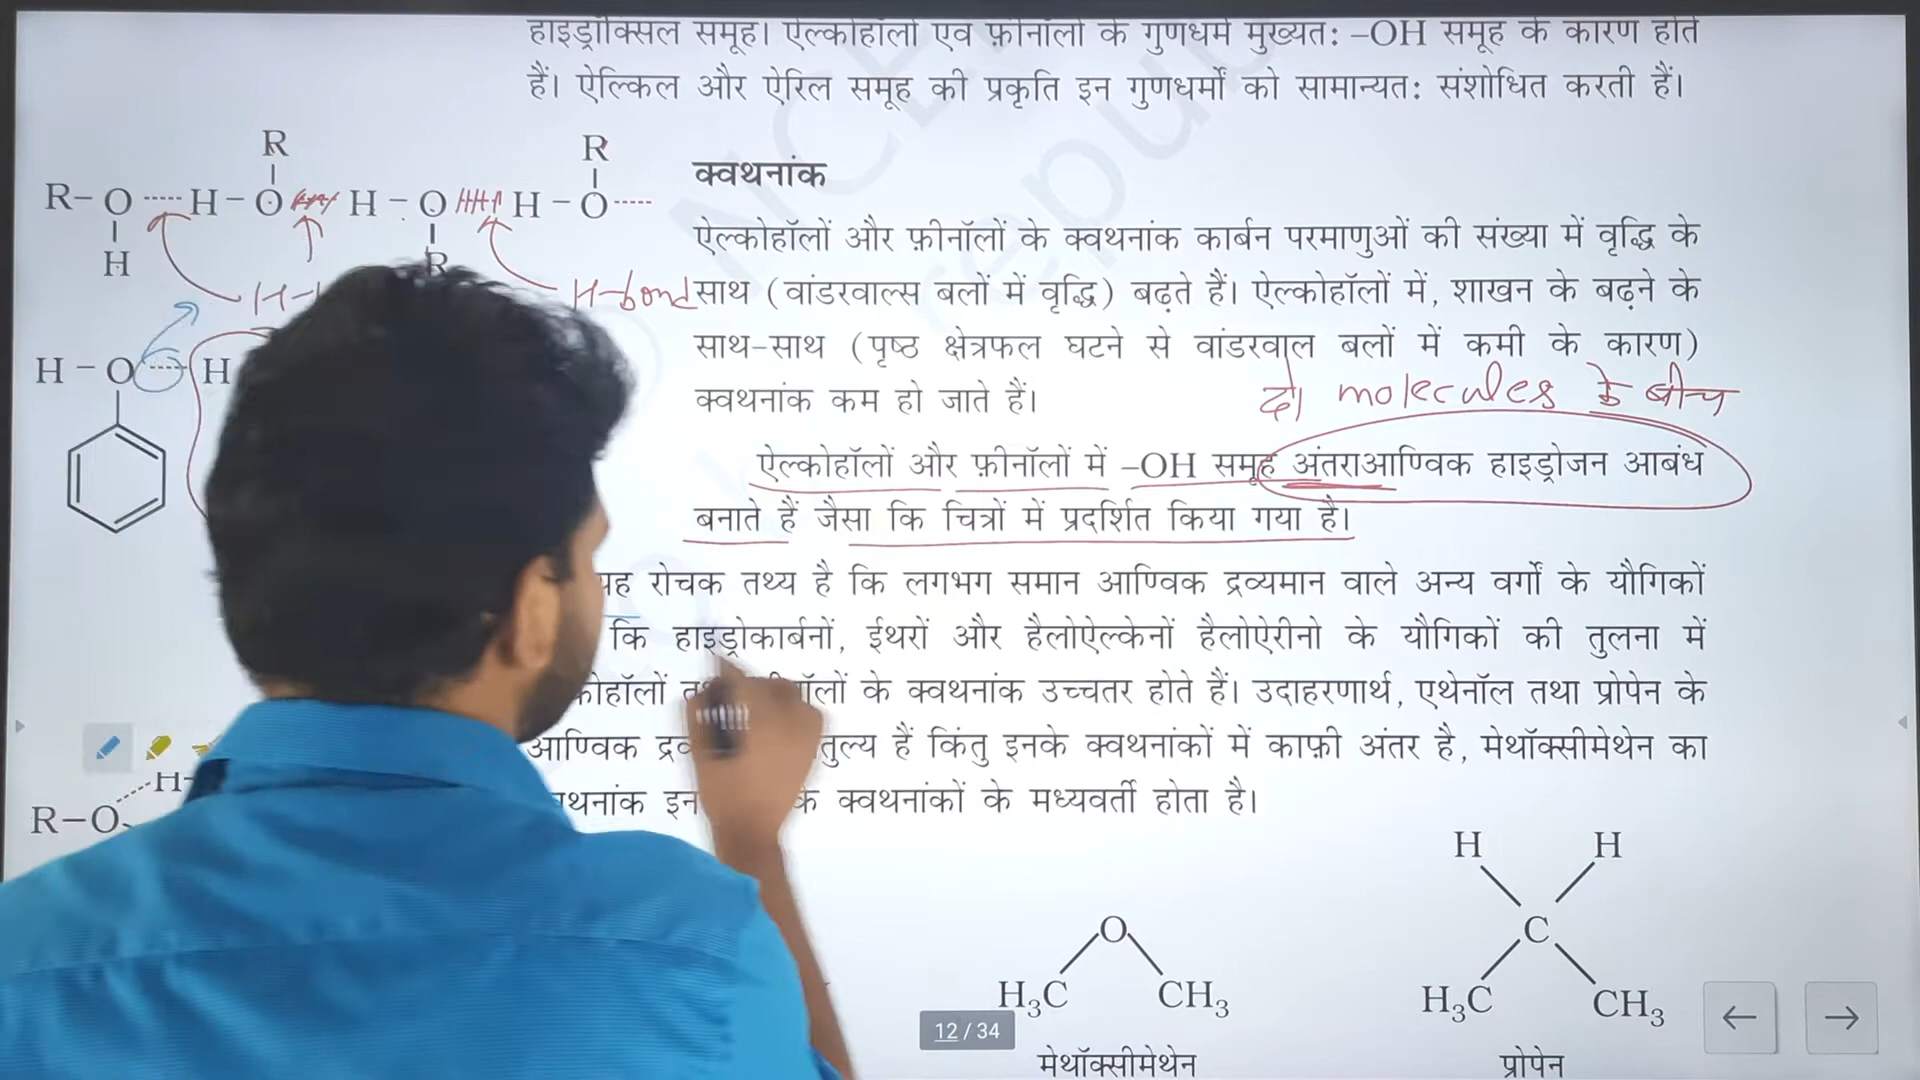 हाइड्रॉक्सिल समूह। ऐल्कोहॉलों एवं फ़ीनॉलों के गुणधर्म मुख्यत: –OH समूह के कारण होते
हैं। ऐल्किल और ऐरिल समूह की प्रकृति इन गुणधर्मों को सामान्यत: संशोधित करती हैं।
R R
R– O ····· H – O H – O H – O ·····
H R
H-bond
H – O ···· H
क्वथनांक
ऐल्कोहॉलों और फ़ीनॉलों के क्वथनांक कार्बन परमाणुओं की संख्या में वृद्धि के
साथ (वांडरवाल्स बलों में वृद्धि) बढ़ते हैं। ऐल्कोहॉलों में, शाखन के बढ़ने के
साथ-साथ (पृष्ठ क्षेत्रफल घटने से वांडरवाल बलों में कमी के कारण)
क्वथनांक कम हो जाते हैं।
दो molecules के बीच
ऐल्कोहॉलों और फ़ीनॉलों में –OH समूह अंतराआण्विक हाइड्रोजन आबंध
बनाते हैं जैसा कि चित्रों में प्रदर्शित किया गया है।
रोचक तथ्य है कि लगभग समान आण्विक द्रव्यमान वाले अन्य वर्गों के यौगिकों
कि हाइड्रोकार्बनों, ईथरों और हैलोऐल्केनों हैलोऐरीनो के यौगिकों की तुलना में
के क्वथनांक उच्चतर होते हैं। उदाहरणार्थ, एथेनॉल तथा प्रोपेन के
आण्विक तुल्य हैं किंतु इनके क्वथनांकों में काफ़ी अंतर है, मेथॉक्सीमेथेन का
के क्वथनांकों के मध्यवर्ती होता है।
H
R–O
O
H₃C CH₃
मेथॉक्सीमेथेन
H H
C
H₃C CH₃
प्रोपेन
12 / 34